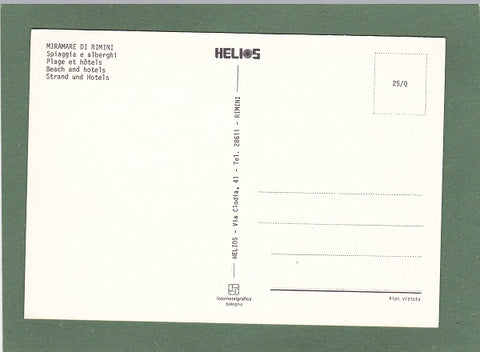 MIRAMARE DI RIMINI
Spiaggia e alberghi
Plage et hôtels
Beach and hotels
Strand und Hotels
HELIOS
25/Q
HELIOS - Via Clodia, 41 - Tel. 28611 - RIMINI
fotometalgrafica
bologna
Ripr. vietata